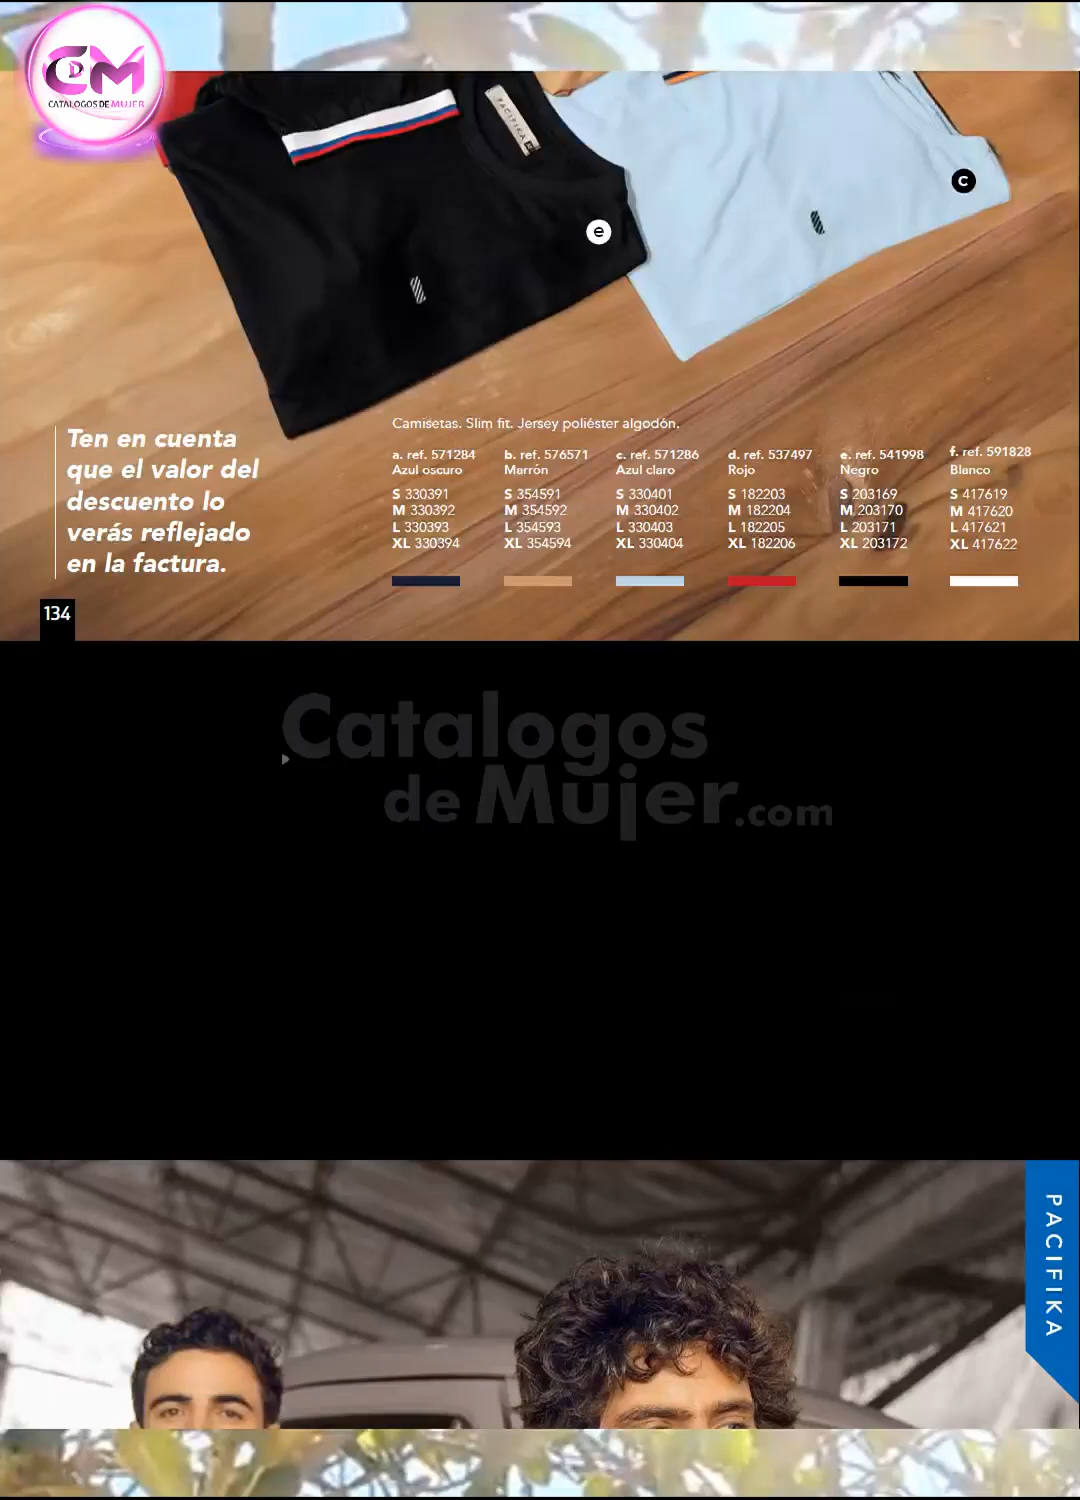 CDM
CATALOGOS DE MUJER
PACIFIKA
e
c
Ten en cuenta
que el valor del
descuento lo
verás reflejado
en la factura.
134
Camisetas. Slim fit. Jersey poliéster algodón.
a. ref. 571284
Azul oscuro
S 330391
M 330392
L 330393
XL 330394
b. ref. 576571
Marrón
S 354591
M 354592
L 354593
XL 354594
c. ref. 571286
Azul claro
S 330401
M 330402
L 330403
XL 330404
d. ref. 537497
Rojo
S 182203
M 182204
L 182205
XL 182206
e. ref. 541998
Negro
S 203169
M 203170
L 203171
XL 203172
f. ref. 591828
Blanco
S 417619
M 417620
L 417621
XL 417622
Catalogos
de Mujer.com
PACIFIKA